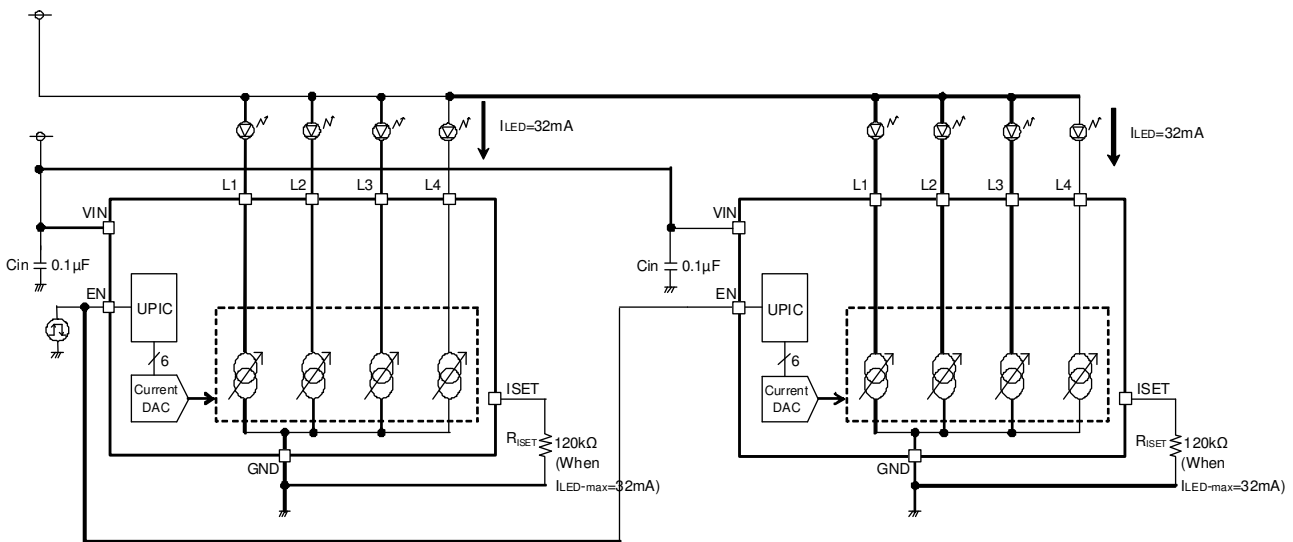 ILED=32mA
ILED=32mA
L1 L2 L3 L4
L1 L2 L3 L4
VIN
VIN
Cin 0.1µF
Cin 0.1µF
EN
EN
UPIC
UPIC
6
6
Current
DAC
Current
DAC
ISET
ISET
RISET 120kΩ
(When
ILED-max=32mA)
RISET 120kΩ
(When
ILED-max=32mA)
GND
GND